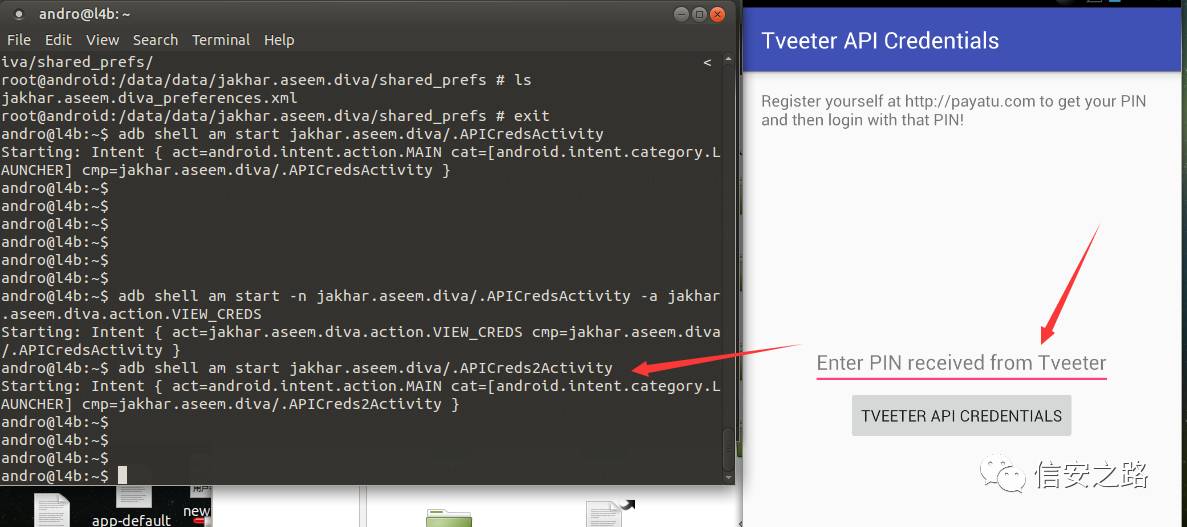 andro@l4b: ~
File Edit View Search Terminal Help
iva/shared_prefs/ <
root@android:/data/data/jakhar.aseem.diva/shared_prefs # ls
jakhar.aseem.diva_preferences.xml
root@android:/data/data/jakhar.aseem.diva/shared_prefs # exit
andro@l4b:~$ adb shell am start jakhar.aseem.diva/.APICredsActivity
Starting: Intent { act=android.intent.action.MAIN cat=[android.intent.category.L
AUNCHER] cmp=jakhar.aseem.diva/.APICredsActivity }
andro@l4b:~$
andro@l4b:~$
andro@l4b:~$
andro@l4b:~$
andro@l4b:~$
andro@l4b:~$
andro@l4b:~$ adb shell am start -n jakhar.aseem.diva/.APICredsActivity -a jakhar
.aseem.diva.action.VIEW_CREDS
Starting: Intent { act=jakhar.aseem.diva.action.VIEW_CREDS cmp=jakhar.aseem.diva
/.APICredsActivity }
andro@l4b:~$ adb shell am start jakhar.aseem.diva/.APICreds2Activity
Starting: Intent { act=android.intent.action.MAIN cat=[android.intent.category.L
AUNCHER] cmp=jakhar.aseem.diva/.APICreds2Activity }
andro@l4b:~$
andro@l4b:~$
andro@l4b:~$
andro@l4b:~$
app-default
new
Tveeter API Credentials
Register yourself at http://payatu.com to get your PIN
and then login with that PIN!
Enter PIN received from Tveeter
TVEETER API CREDENTIALS
信安之路